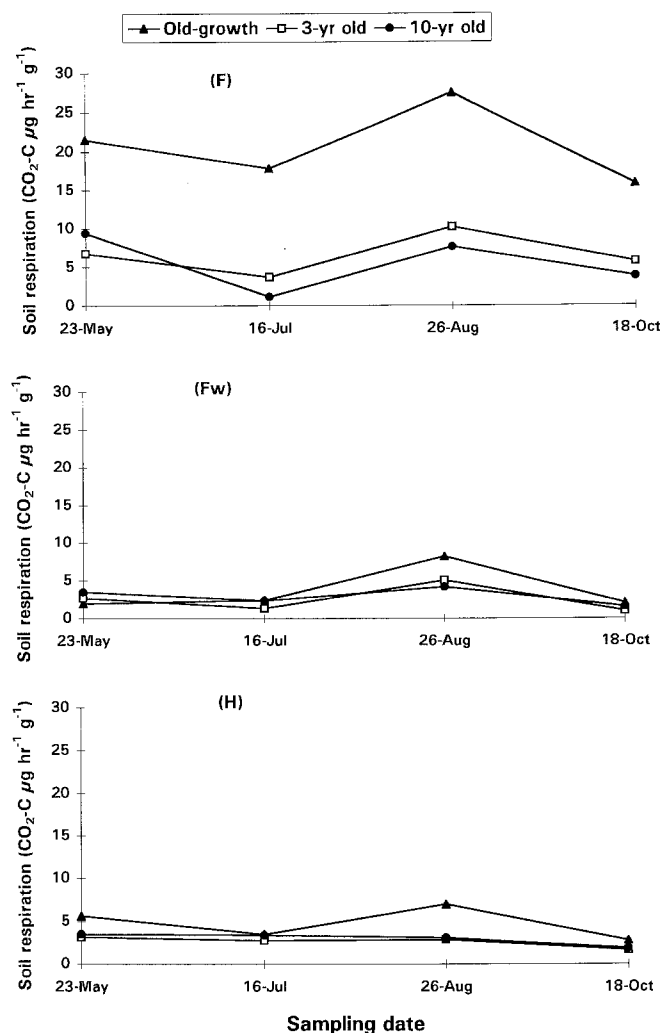 Old-growth 3-yr old 10-yr old
(F)
Soil respiration (CO₂-C µg hr⁻¹ g⁻¹)
30
25
20
15
10
5
0
23-May 16-Jul 26-Aug 18-Oct
(Fw)
Soil respiration (CO₂-C µg hr⁻¹ g⁻¹)
30
25
20
15
10
5
0
23-May 16-Jul 26-Aug 18-Oct
(H)
Soil respiration (CO₂-C µg hr⁻¹ g⁻¹)
30
25
20
15
10
5
0
23-May 16-Jul 26-Aug 18-Oct
Sampling date